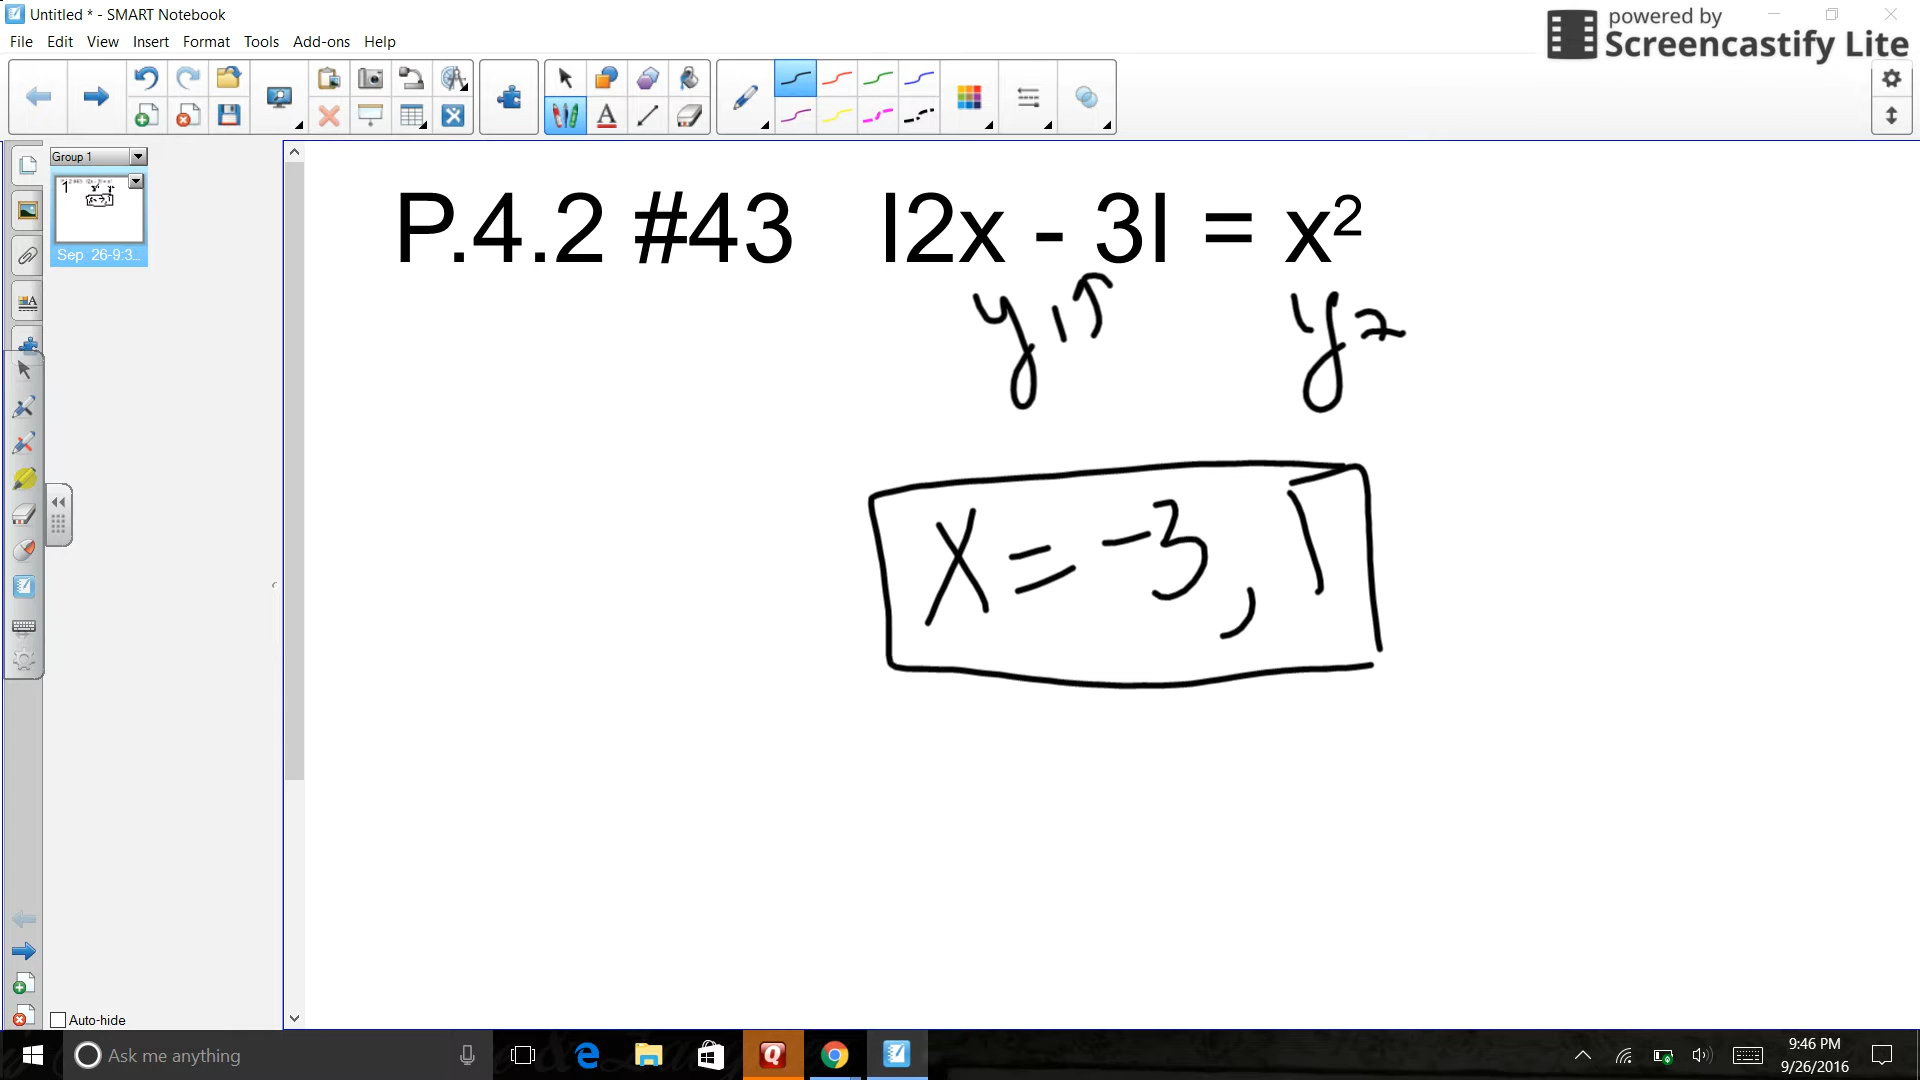 Untitled * - SMART Notebook
powered by
Screencastify Lite
File Edit View Insert Format Tools Add-ons Help
Group 1
Sep 26-9:3...
P.4.2 #43 l2x - 3l = x²
y1 y2
x = -3, 1
Auto-hide
Ask me anything
9:46 PM
9/26/2016